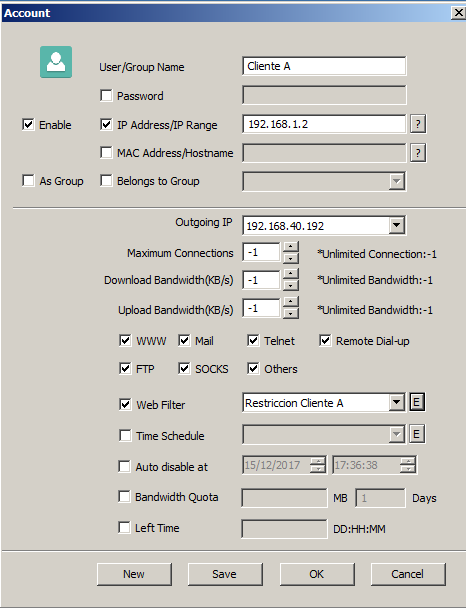 Account
User/Group Name Cliente A
Password
Enable IP Address/IP Range 192.168.1.2 ?
MAC Address/Hostname ?
As Group Belongs to Group
Outgoing IP 192.168.40.192
Maximum Connections -1 *Unlimited Connection:-1
Download Bandwidth(KB/s) -1 *Unlimited Bandwidth:-1
Upload Bandwidth(KB/s) -1 *Unlimited Bandwidth:-1
WWW Mail Telnet Remote Dial-up
FTP SOCKS Others
Web Filter Restriccion Cliente A E
Time Schedule E
Auto disable at 15/12/2017 17:36:38
Bandwidth Quota MB 1 Days
Left Time DD:HH:MM
New Save OK Cancel